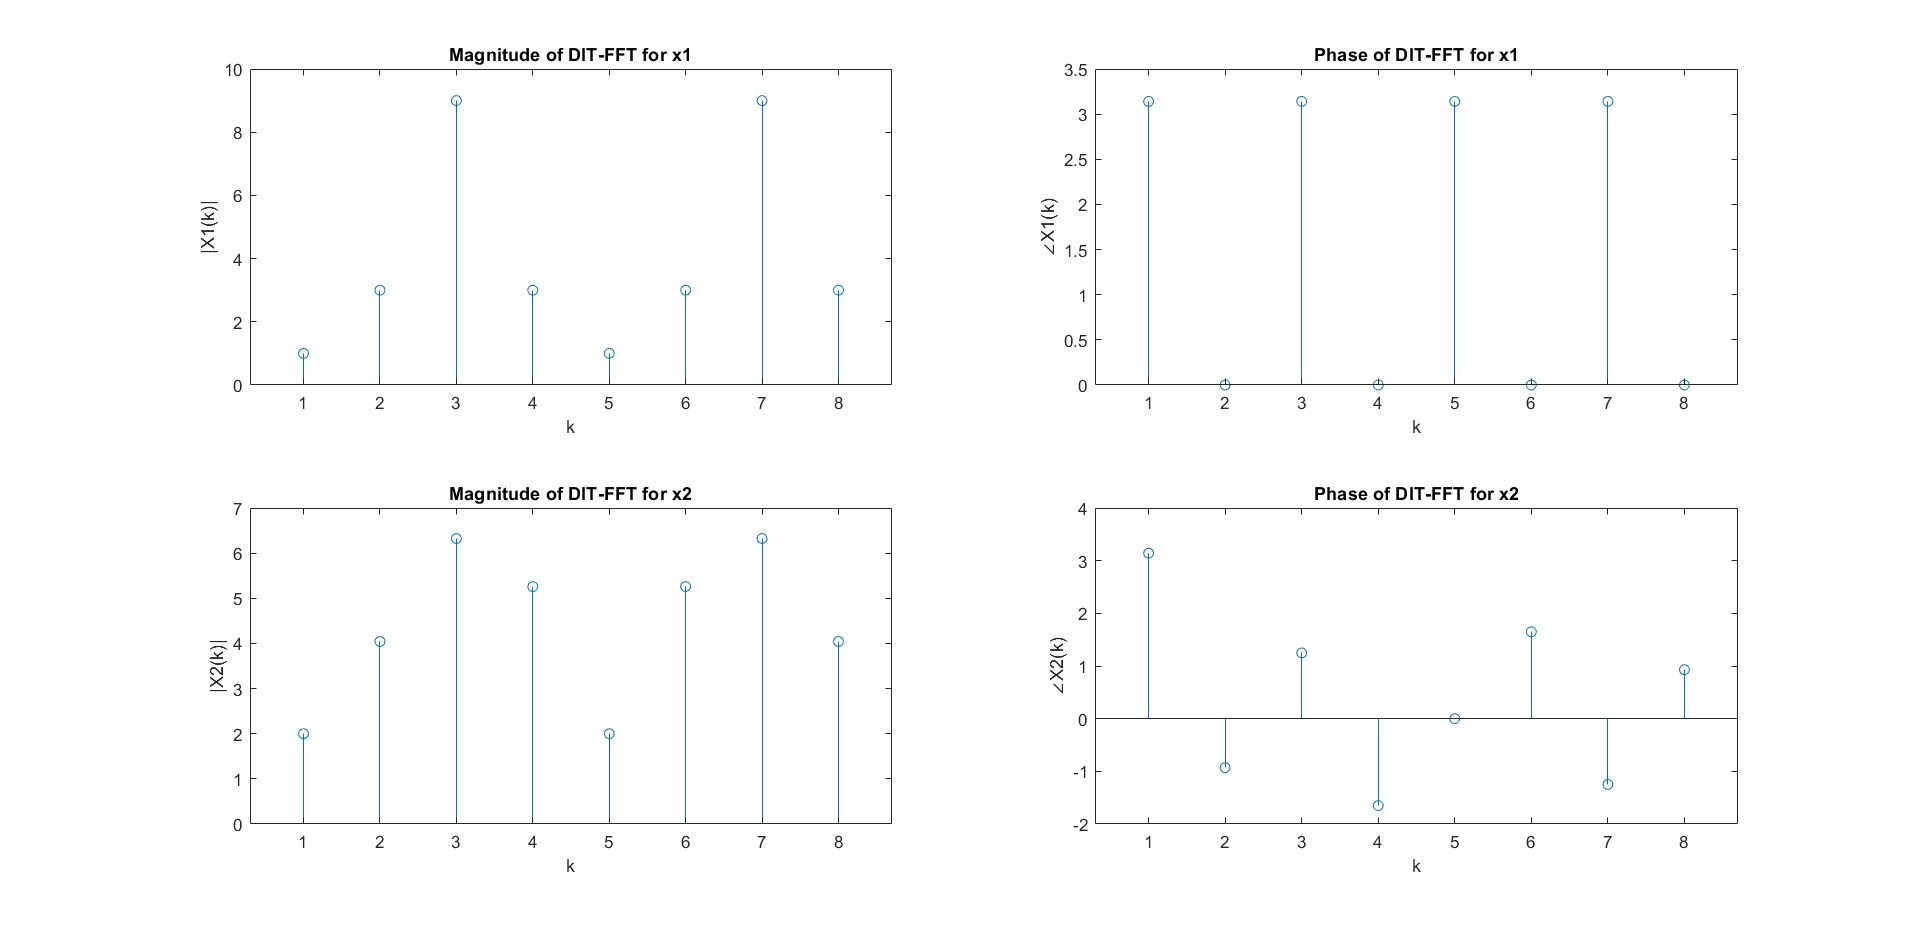 Magnitude of DIT-FFT for x1
10
8
6
4
2
0
|X1(k)|
1 2 3 4 5 6 7 8
k
Phase of DIT-FFT for x1
3.5
3
2.5
2
1.5
1
0.5
0
∠X1(k)
1 2 3 4 5 6 7 8
k
Magnitude of DIT-FFT for x2
7
6
5
4
3
2
1
0
|X2(k)|
1 2 3 4 5 6 7 8
k
Phase of DIT-FFT for x2
4
3
2
1
0
-1
-2
∠X2(k)
1 2 3 4 5 6 7 8
k